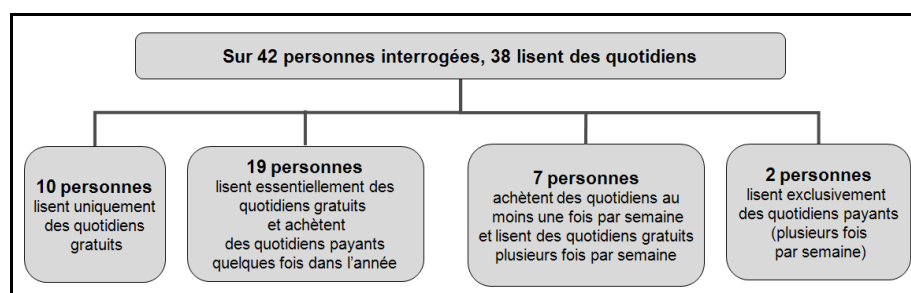 Sur 42 personnes interrogées, 38 lisent des quotidiens
10 personnes
lisent uniquement
des quotidiens
gratuits
19 personnes
lisent essentiellement des
quotidiens gratuits
et achètent
des quotidiens payants
quelques fois dans l'année
7 personnes
achètent des quotidiens au
moins une fois par semaine
et lisent des quotidiens gratuits
plusieurs fois par semaine
2 personnes
lisent exclusivement
des quotidiens payants
(plusieurs fois
par semaine)